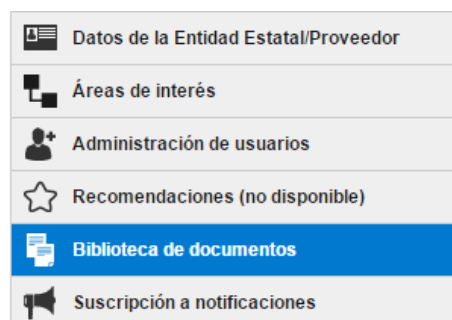 Datos de la Entidad Estatal/Proveedor
Áreas de interés
Administración de usuarios
Recomendaciones (no disponible)
Biblioteca de documentos
Suscripción a notificaciones